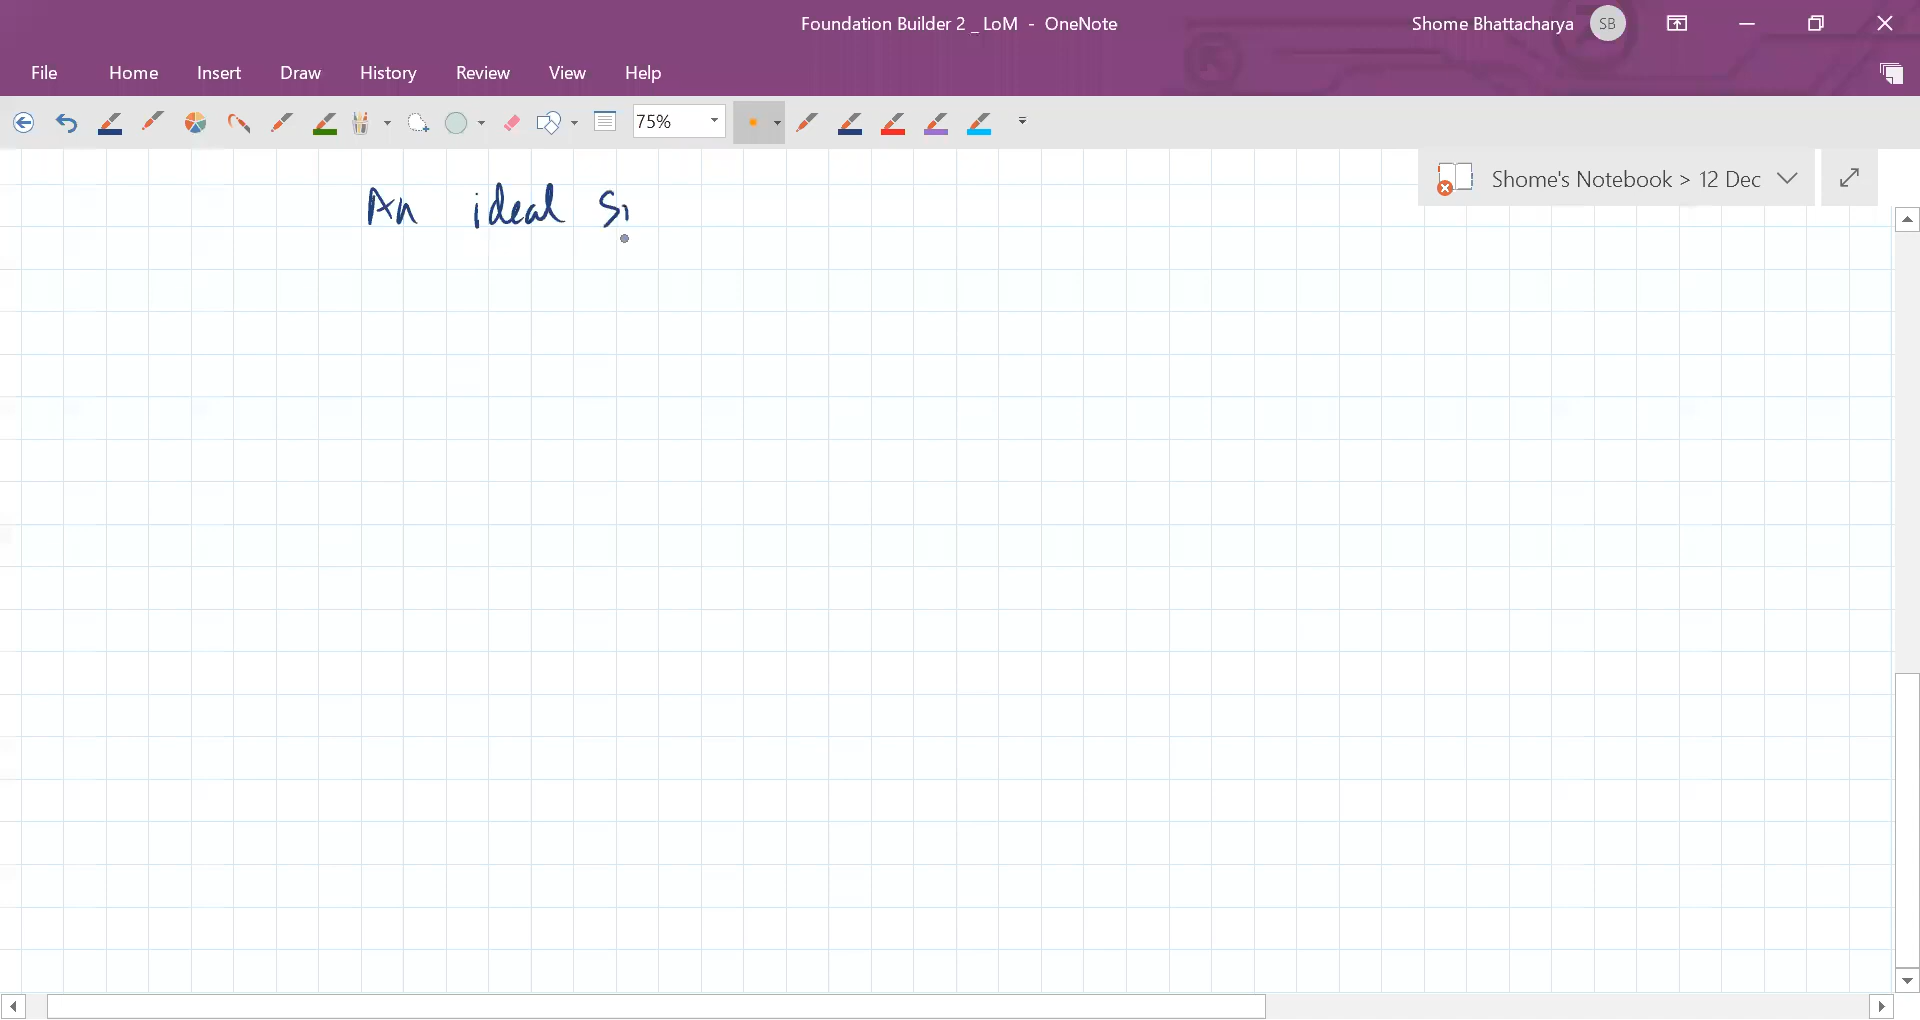 Foundation Builder 2 _ LoM - OneNote
Shome Bhattacharya SB
File Home Insert Draw History Review View Help
75%
Shome's Notebook > 12 Dec
An ideal Si